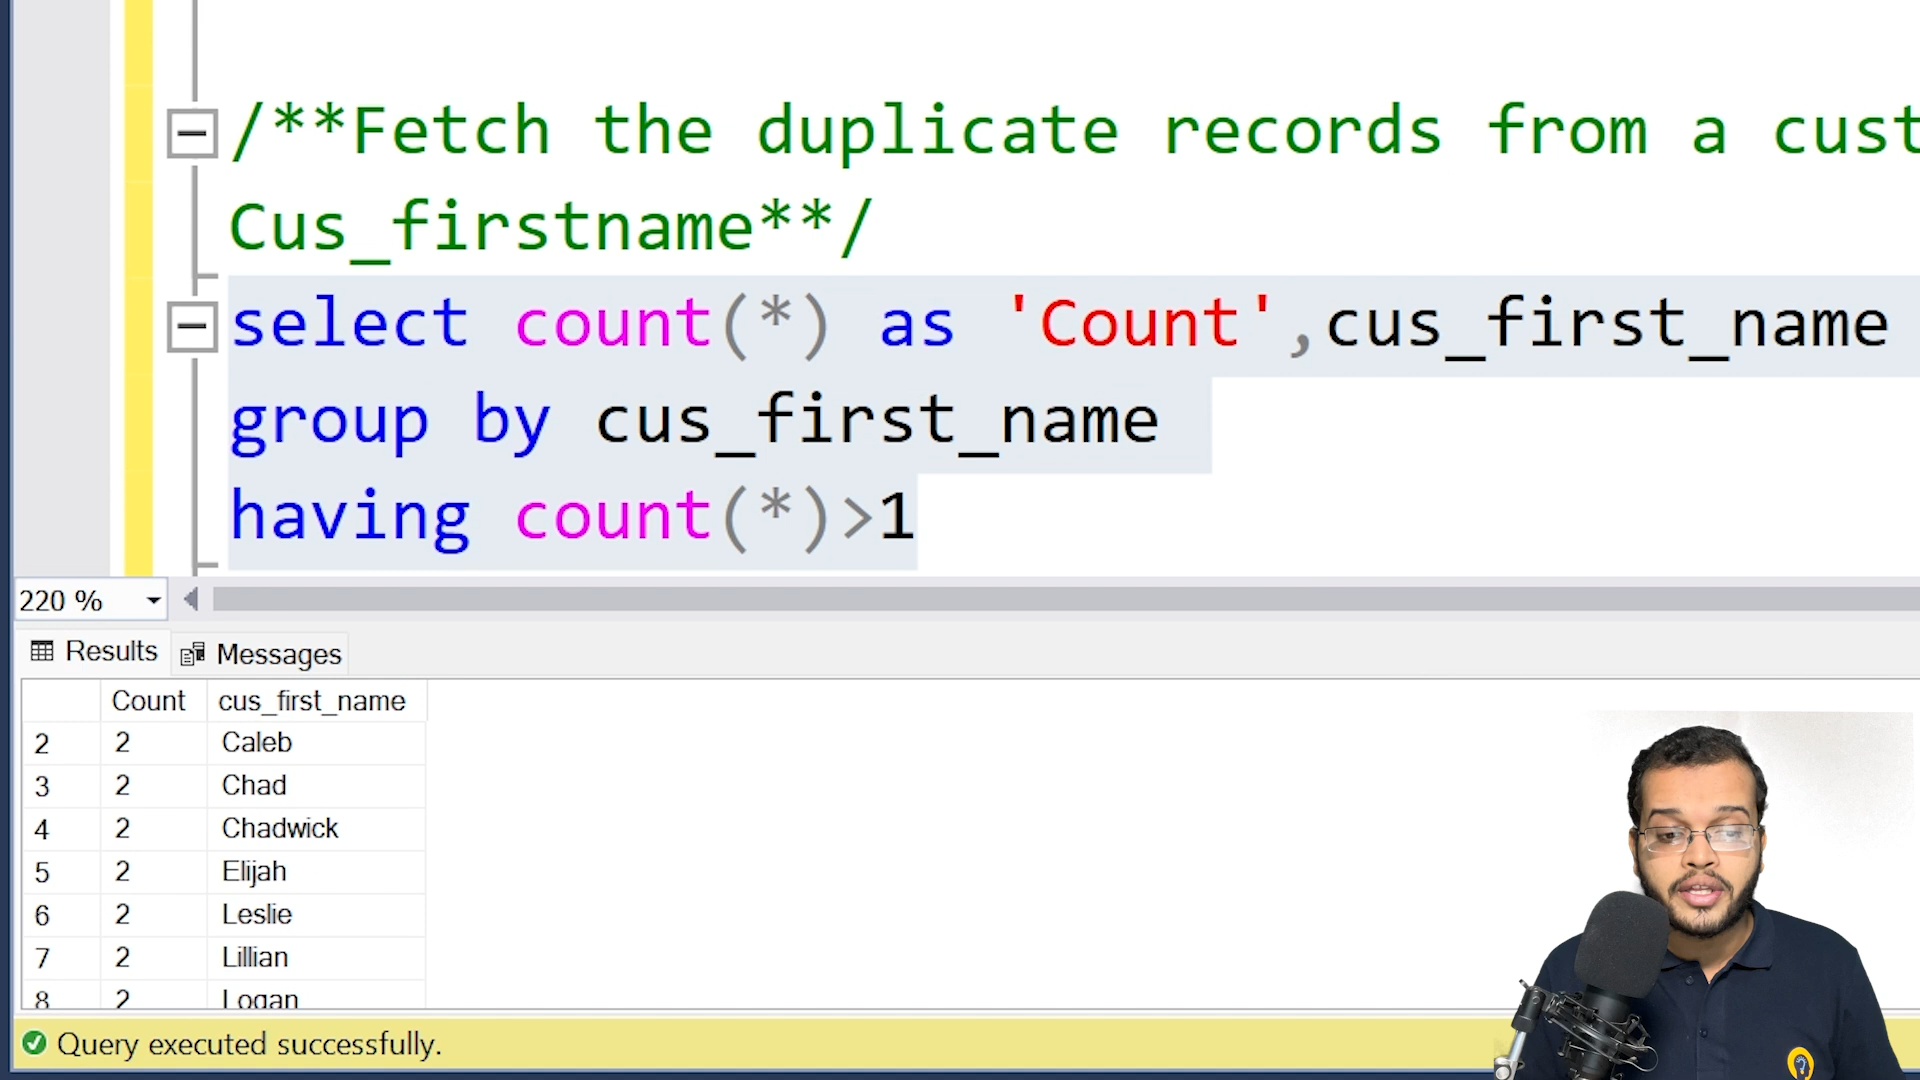 /**Fetch the duplicate records from a cust
Cus_firstname**/
select count(*) as 'Count',cus_first_name
group by cus_first_name
having count(*)>1
220 %
Results Messages
Count cus_first_name
2 2 Caleb
3 2 Chad
4 2 Chadwick
5 2 Elijah
6 2 Leslie
7 2 Lillian
8 2 Logan
Query executed successfully.